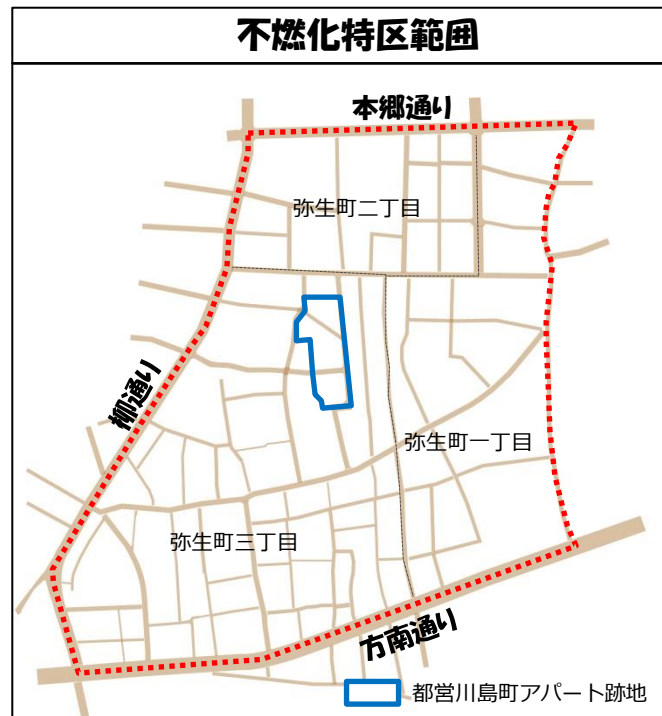 不燃化特区範囲
本郷通り
弥生町二丁目
柳通り
弥生町一丁目
弥生町三丁目
方南通り
都営川島町アパート跡地